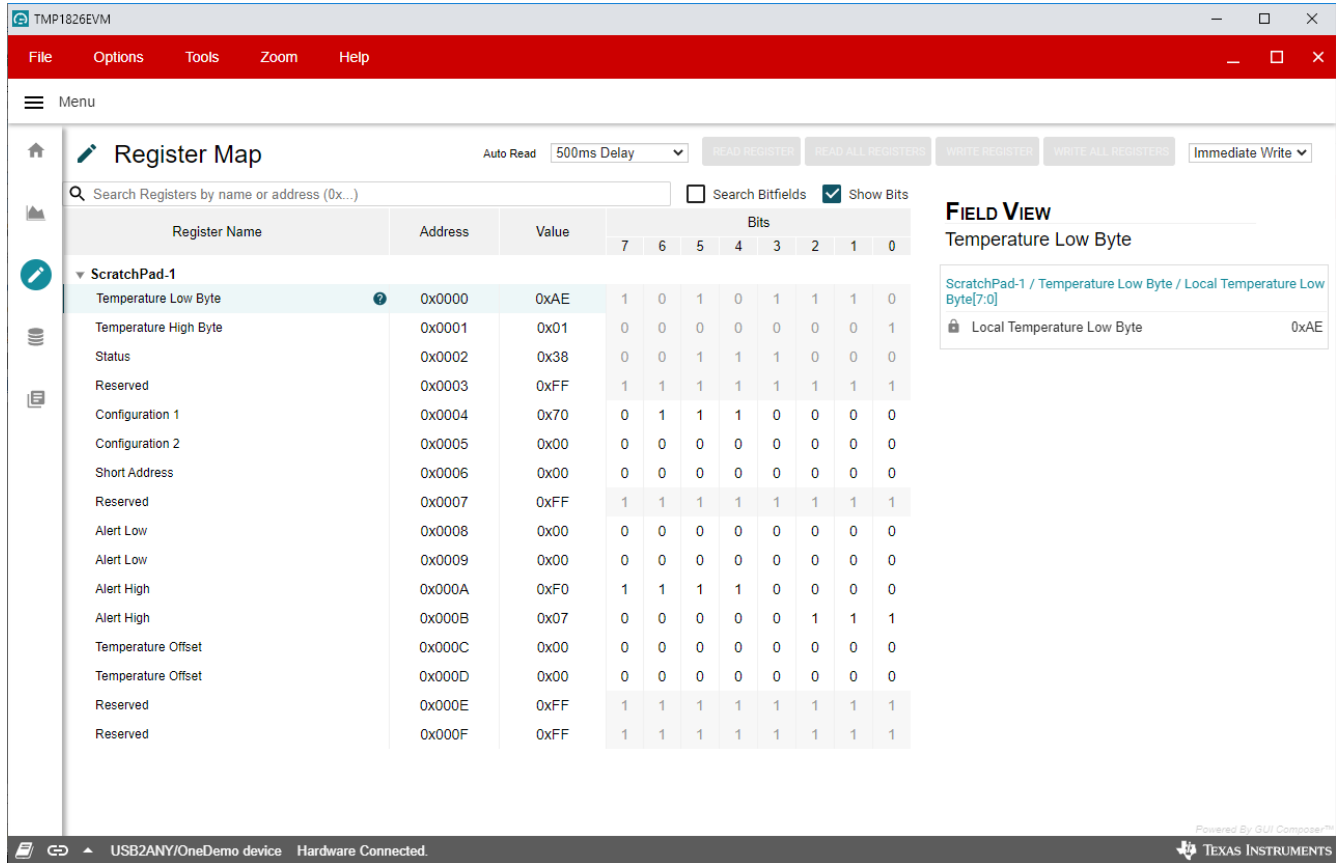 TMP1826EVM
File Options Tools Zoom Help
Menu
Register Map Auto Read 500ms Delay READ REGISTER READ ALL REGISTERS WRITE REGISTER WRITE ALL REGISTERS Immediate Write
Search Registers by name or address (0x...) Search Bitfields Show Bits
Register Name Address Value Bits
7 6 5 4 3 2 1 0
ScratchPad-1
Temperature Low Byte ? 0x0000 0xAE 1 0 1 0 1 1 1 0
Temperature High Byte 0x0001 0x01 0 0 0 0 0 0 0 1
Status 0x0002 0x38 0 0 1 1 1 0 0 0
Reserved 0x0003 0xFF 1 1 1 1 1 1 1 1
Configuration 1 0x0004 0x70 0 1 1 1 0 0 0 0
Configuration 2 0x0005 0x00 0 0 0 0 0 0 0 0
Short Address 0x0006 0x00 0 0 0 0 0 0 0 0
Reserved 0x0007 0xFF 1 1 1 1 1 1 1 1
Alert Low 0x0008 0x00 0 0 0 0 0 0 0 0
Alert Low 0x0009 0x00 0 0 0 0 0 0 0 0
Alert High 0x000A 0xF0 1 1 1 1 0 0 0 0
Alert High 0x000B 0x07 0 0 0 0 0 1 1 1
Temperature Offset 0x000C 0x00 0 0 0 0 0 0 0 0
Temperature Offset 0x000D 0x00 0 0 0 0 0 0 0 0
Reserved 0x000E 0xFF 1 1 1 1 1 1 1 1
Reserved 0x000F 0xFF 1 1 1 1 1 1 1 1
FIELD VIEW
Temperature Low Byte
ScratchPad-1 / Temperature Low Byte / Local Temperature Low
Byte[7:0]
Local Temperature Low Byte 0xAE
Powered By GUI Composer™
USB2ANY/OneDemo device Hardware Connected.
TEXAS INSTRUMENTS